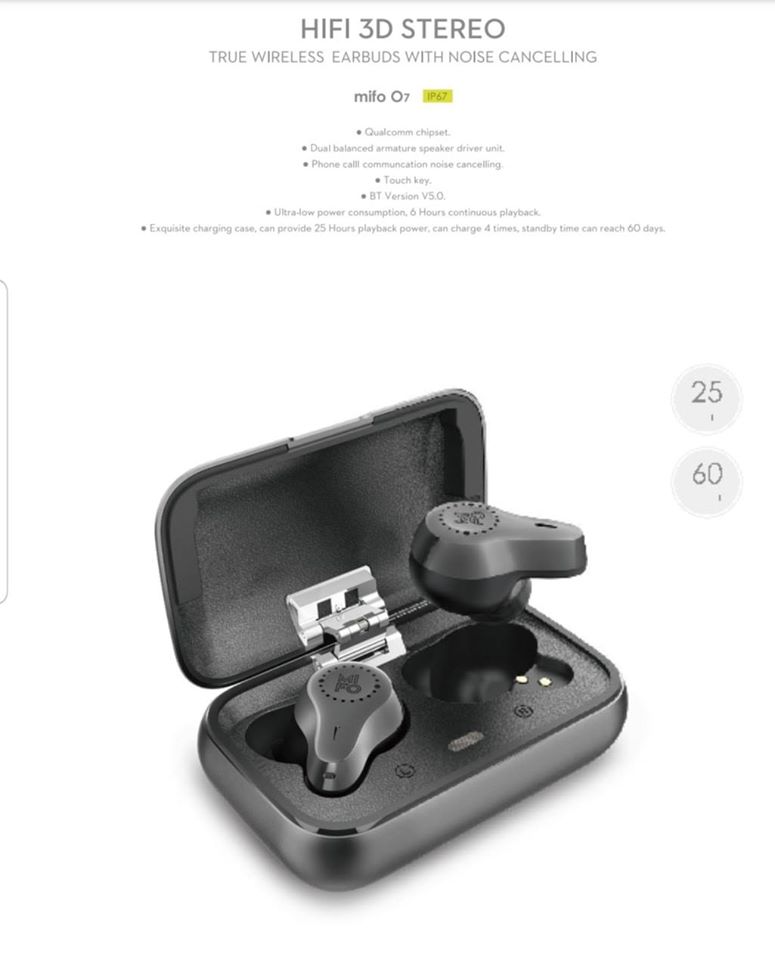 HIFI 3D STEREO
TRUE WIRELESS EARBUDS WITH NOISE CANCELLING
mifo O7 IP67
• Qualcomm chipset.
• Dual balanced armature speaker driver unit.
• Phone calll communcation noise cancelling.
• Touch key.
• BT Version V5.0.
• Ultra-low power consumption, 6 Hours continuous playback.
• Exquisite charging case, can provide 25 Hours playback power, can charge 4 times, standby time can reach 60 days.
25
60
MI
FO
L
R